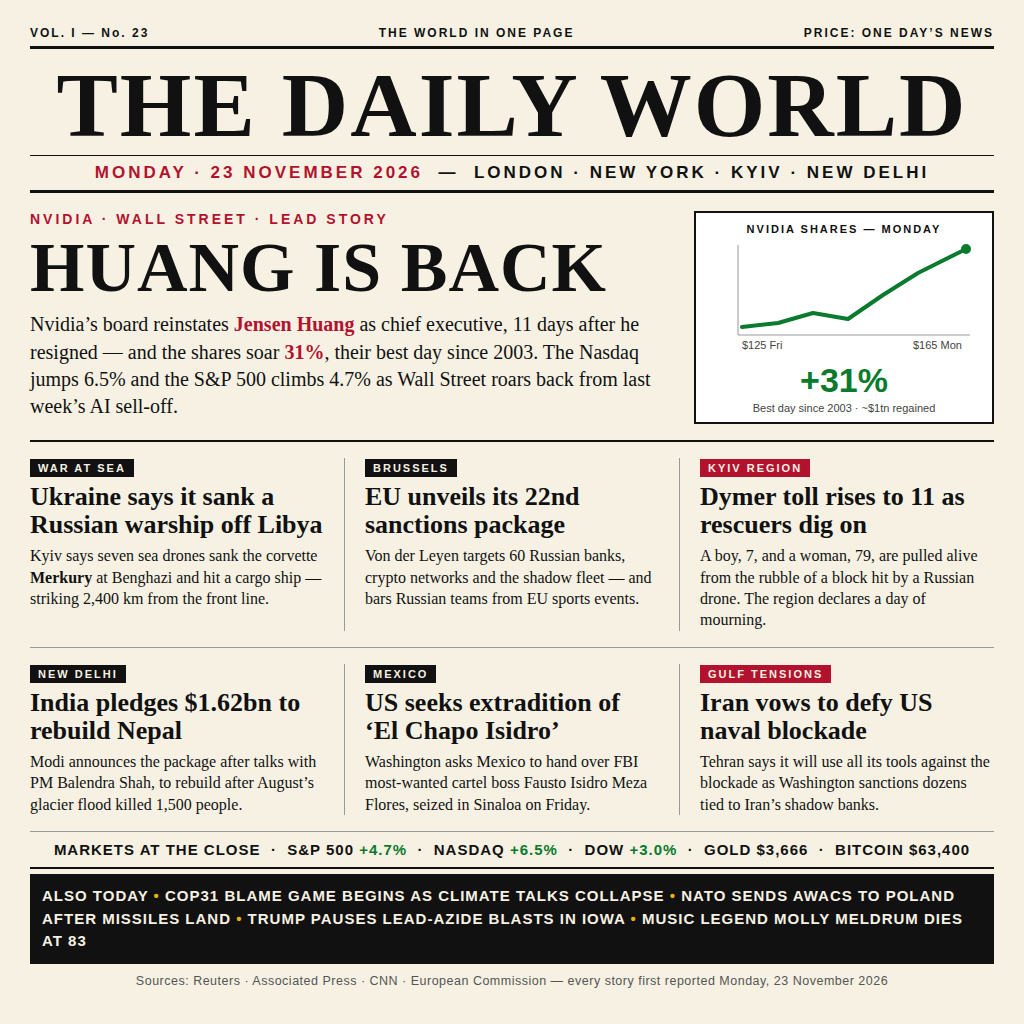 VOL. I — No. 23
THE WORLD IN ONE PAGE
PRICE: ONE DAY’S NEWS
THE DAILY WORLD
MONDAY · 23 NOVEMBER 2026 — LONDON · NEW YORK · KYIV · NEW DELHI
NVIDIA · WALL STREET · LEAD STORY
HUANG IS BACK
Nvidia’s board reinstates Jensen Huang as chief executive, 11 days after he
resigned — and the shares soar 31%, their best day since 2003. The Nasdaq
jumps 6.5% and the S&P 500 climbs 4.7% as Wall Street roars back from last
week’s AI sell-off.
NVIDIA SHARES — MONDAY
$125 Fri
$165 Mon
+31%
Best day since 2003 · ~$1tn regained
WAR AT SEA
Ukraine says it sank a
Russian warship off Libya
Kyiv says seven sea drones sank the corvette
Merkury at Benghazi and hit a cargo ship —
striking 2,400 km from the front line.
BRUSSELS
EU unveils its 22nd
sanctions package
Von der Leyen targets 60 Russian banks,
crypto networks and the shadow fleet — and
bars Russian teams from EU sports events.
KYIV REGION
Dymer toll rises to 11 as
rescuers dig on
A boy, 7, and a woman, 79, are pulled alive
from the rubble of a block hit by a Russian
drone. The region declares a day of
mourning.
NEW DELHI
India pledges $1.62bn to
rebuild Nepal
Modi announces the package after talks with
PM Balendra Shah, to rebuild after August’s
glacier flood killed 1,500 people.
MEXICO
US seeks extradition of
‘El Chapo Isidro’
Washington asks Mexico to hand over FBI
most-wanted cartel boss Fausto Isidro Meza
Flores, seized in Sinaloa on Friday.
GULF TENSIONS
Iran vows to defy US
naval blockade
Tehran says it will use all its tools against the
blockade as Washington sanctions dozens
tied to Iran’s shadow banks.
MARKETS AT THE CLOSE · S&P 500 +4.7% · NASDAQ +6.5% · DOW +3.0% · GOLD $3,666 · BITCOIN $63,400
ALSO TODAY • COP31 BLAME GAME BEGINS AS CLIMATE TALKS COLLAPSE • NATO SENDS AWACS TO POLAND
AFTER MISSILES LAND • TRUMP PAUSES LEAD-AZIDE BLASTS IN IOWA • MUSIC LEGEND MOLLY MELDRUM DIES
AT 83
Sources: Reuters · Associated Press · CNN · European Commission — every story first reported Monday, 23 November 2026